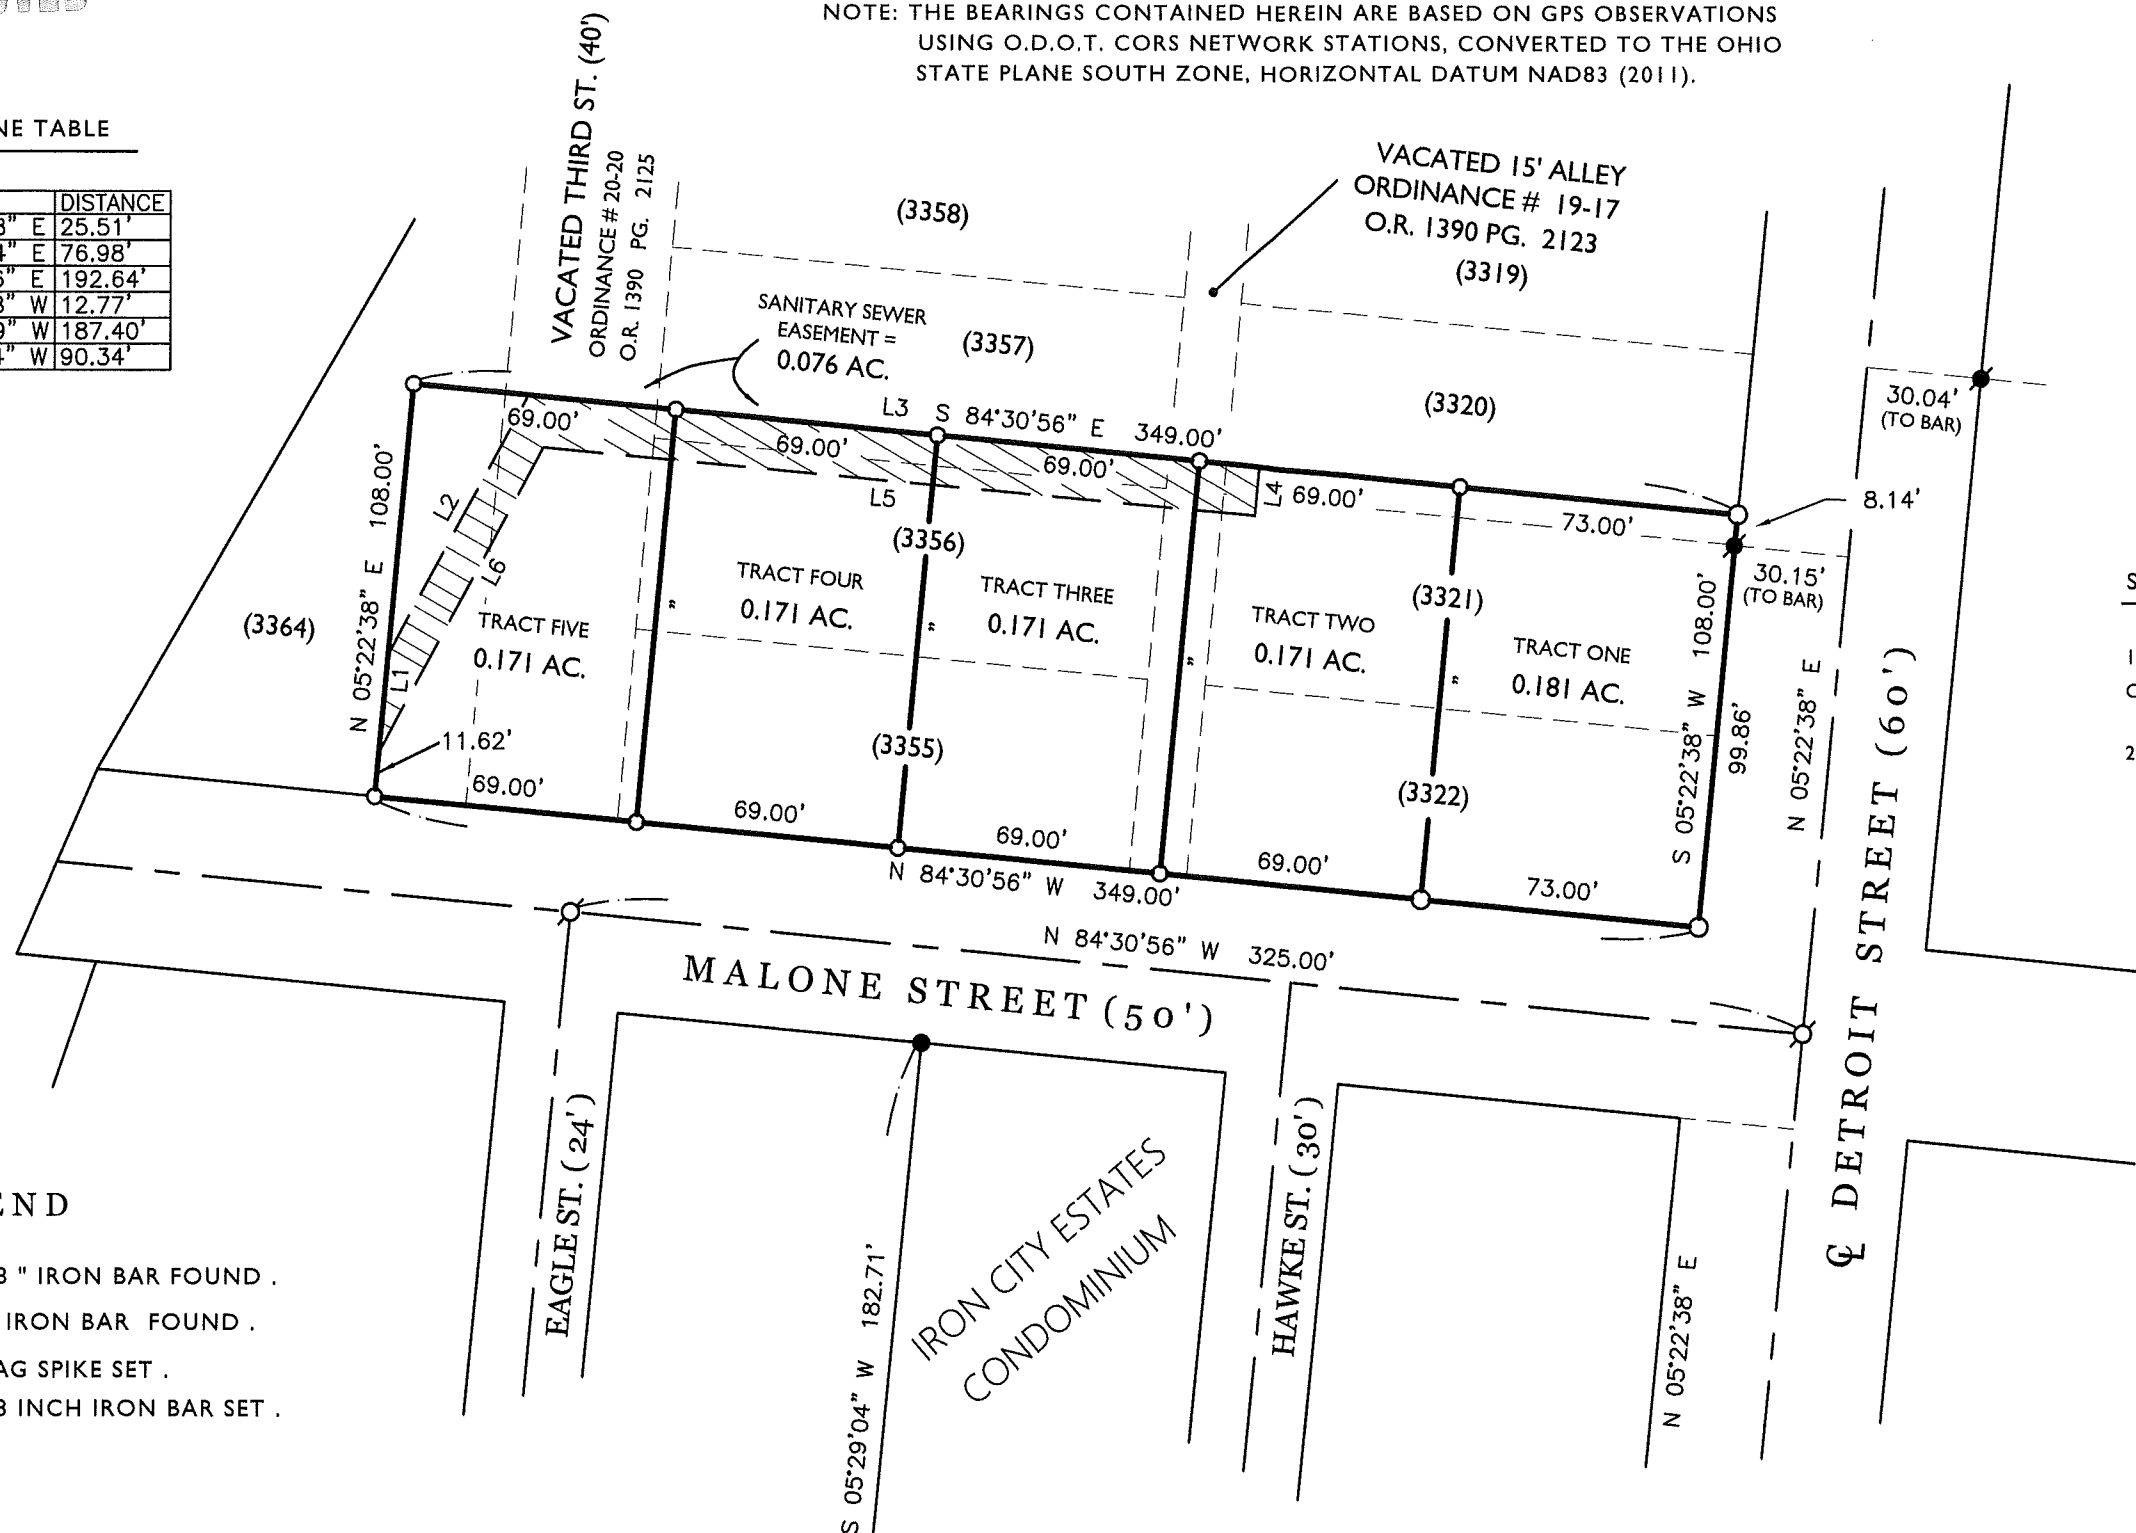 NOTE: THE BEARINGS CONTAINED HEREIN ARE BASED ON GPS OBSERVATIONS
USING O.D.O.T. CORS NETWORK STATIONS, CONVERTED TO THE OHIO
STATE PLANE SOUTH ZONE, HORIZONTAL DATUM NAD83 (2011).
NE TABLE
DISTANCE
3" E 25.51'
4" E 76.98'
6" E 192.64'
8" W 12.77'
9" W 187.40'
4" W 90.34'
VACATED THIRD ST. (40')
ORDINANCE # 20-20
O.R. 1390 PG. 2125
(3358)
VACATED 15' ALLEY
ORDINANCE # 19-17
O.R. 1390 PG. 2123
(3319)
SANITARY SEWER
EASEMENT =
0.076 AC.
(3357)
(3320)
30.04'
(TO BAR)
L3 S 84°30'56" E 349.00'
69.00'
69.00'
69.00'
69.00'
73.00'
8.14'
L4
L5
L2
L6
L1
30.15'
(TO BAR)
N 05°22'38" E 108.00'
(3364)
(3356)
(3321)
TRACT FIVE
0.171 AC.
TRACT FOUR
0.171 AC.
TRACT THREE
0.171 AC.
TRACT TWO
0.171 AC.
TRACT ONE
0.181 AC.
"
"
"
"
S 05°22'38" W 108.00'
99.86'
N 05°22'38" E
11.62'
(3355)
(3322)
69.00'
69.00'
69.00'
69.00'
73.00'
N 84°30'56" W 349.00'
N 84°30'56" W 325.00'
MALONE STREET (50')
℄ DETROIT STREET (60')
EAGLE ST. (24')
HAWKE ST. (30')
IRON CITY ESTATES
CONDOMINIUM
S 05°29'04" W 182.71'
N 05°22'38" E
END
8 " IRON BAR FOUND .
IRON BAR FOUND .
AG SPIKE SET .
8 INCH IRON BAR SET .
S
2